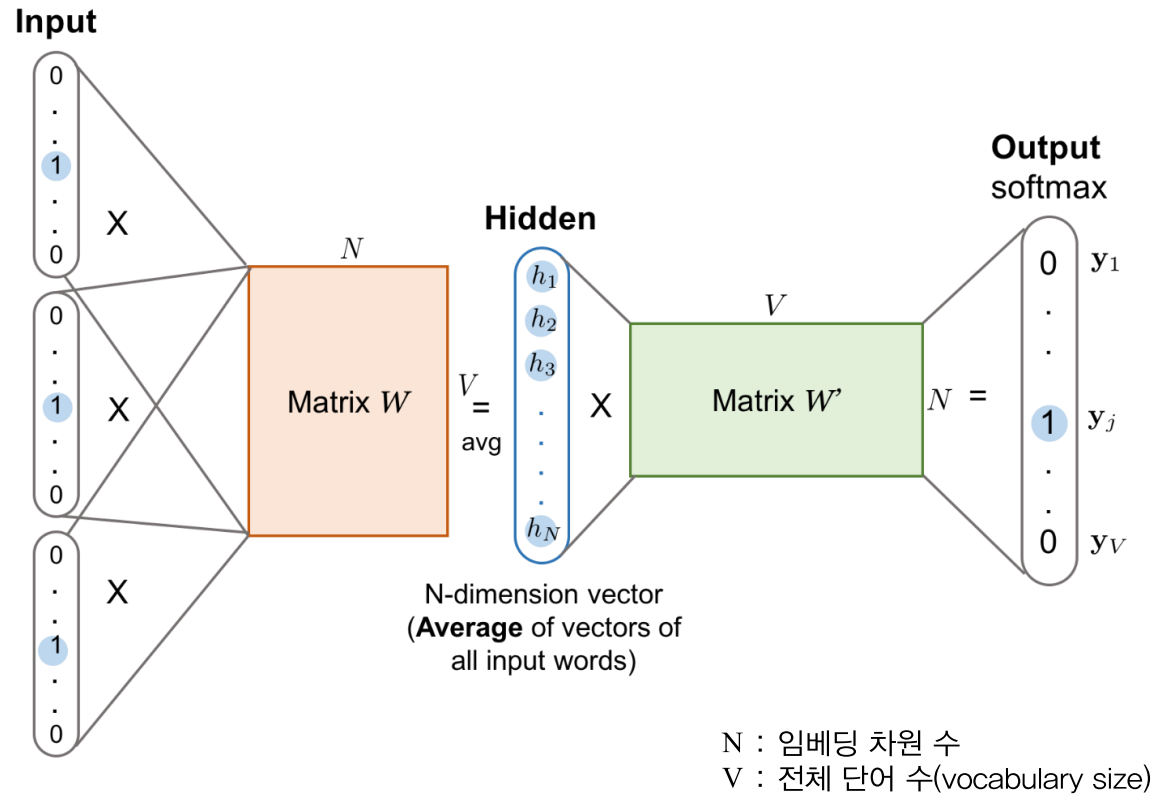 Input
0
.
.
1
.
.
0
X
0
.
.
1
.
.
0
X
0
.
.
1
.
.
0
X
N
Matrix W
V
=
avg
Hidden
h1
h2
h3
.
.
.
.
hN
N-dimension vector
(Average of vectors of
all input words)
X
V
Matrix W’
N =
Output
softmax
0 y1
.
.
1 yj
.
.
0 yV
N : 임베딩 차원 수
V : 전체 단어 수(vocabulary size)